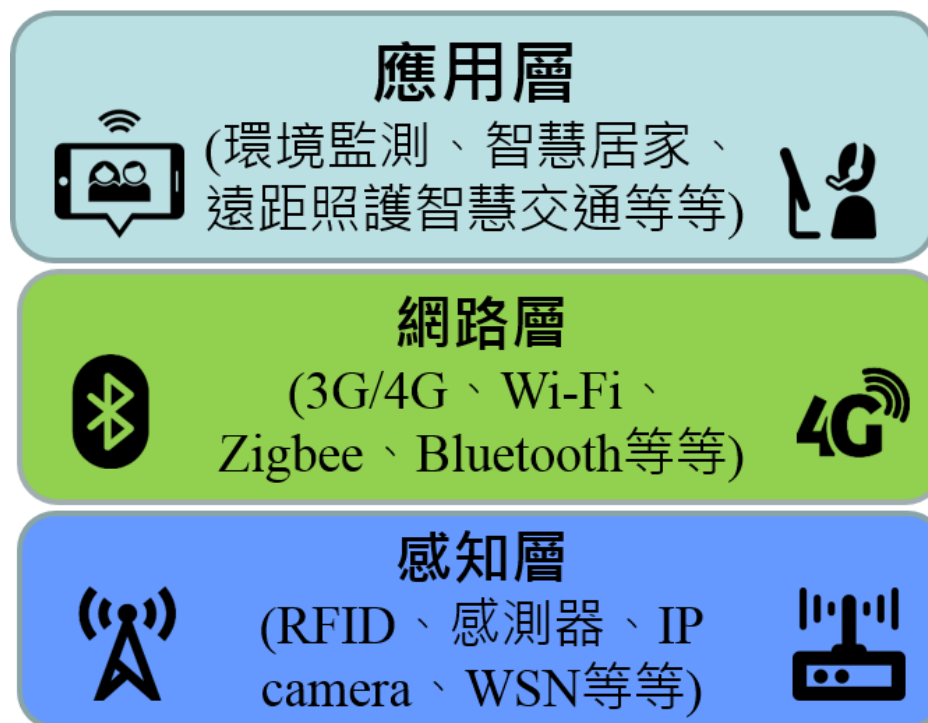 應用層
(環境監測、智慧居家、
遠距照護智慧交通等等)
網路層
(3G/4G、Wi-Fi、
Zigbee、Bluetooth等等)
4G
感知層
(RFID、感測器、IP
camera、WSN等等)